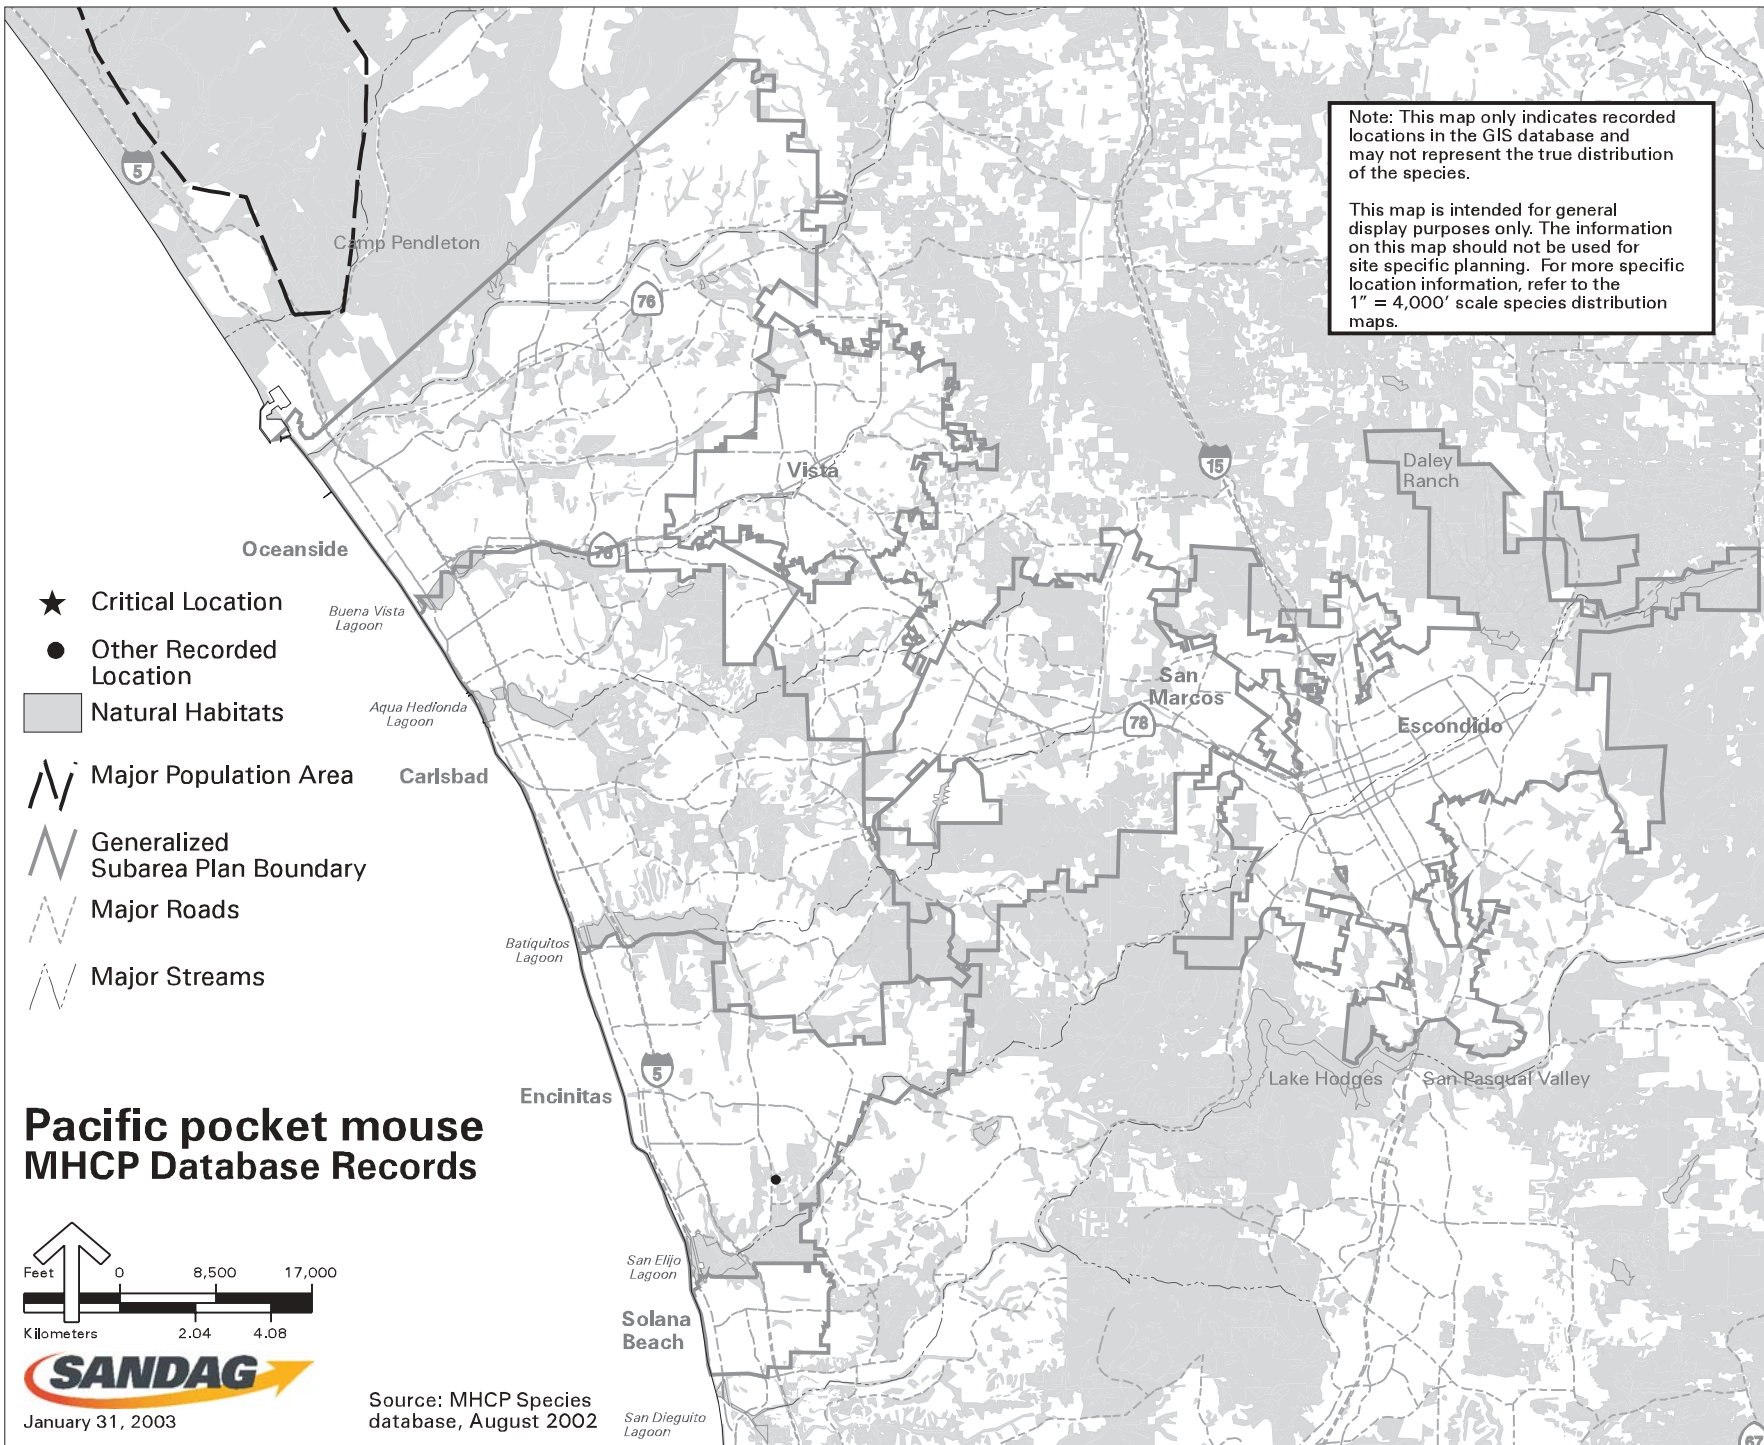 Note: This map only indicates recorded
locations in the GIS database and
may not represent the true distribution
of the species.
This map is intended for general
display purposes only. The information
on this map should not be used for
site specific planning. For more specific
location information, refer to the
1” = 4,000’ scale species distribution
maps.
5
Camp Pendleton
76
Vista
15
Daley
Ranch
Oceanside
78
Buena Vista
Lagoon
San
Marcos
78
Escondido
Aqua Hedionda
Lagoon
Carlsbad
Batiquitos
Lagoon
5
Encinitas
Lake Hodges
San Pasqual Valley
San Elijo
Lagoon
Solana
Beach
San Dieguito
Lagoon
67
Critical Location
Other Recorded
Location
Natural Habitats
Major Population Area
Generalized
Subarea Plan Boundary
Major Roads
Major Streams
Pacific pocket mouse
MHCP Database Records
Feet 0 8,500 17,000
Kilometers 2.04 4.08
SANDAG
January 31, 2003
Source: MHCP Species
database, August 2002